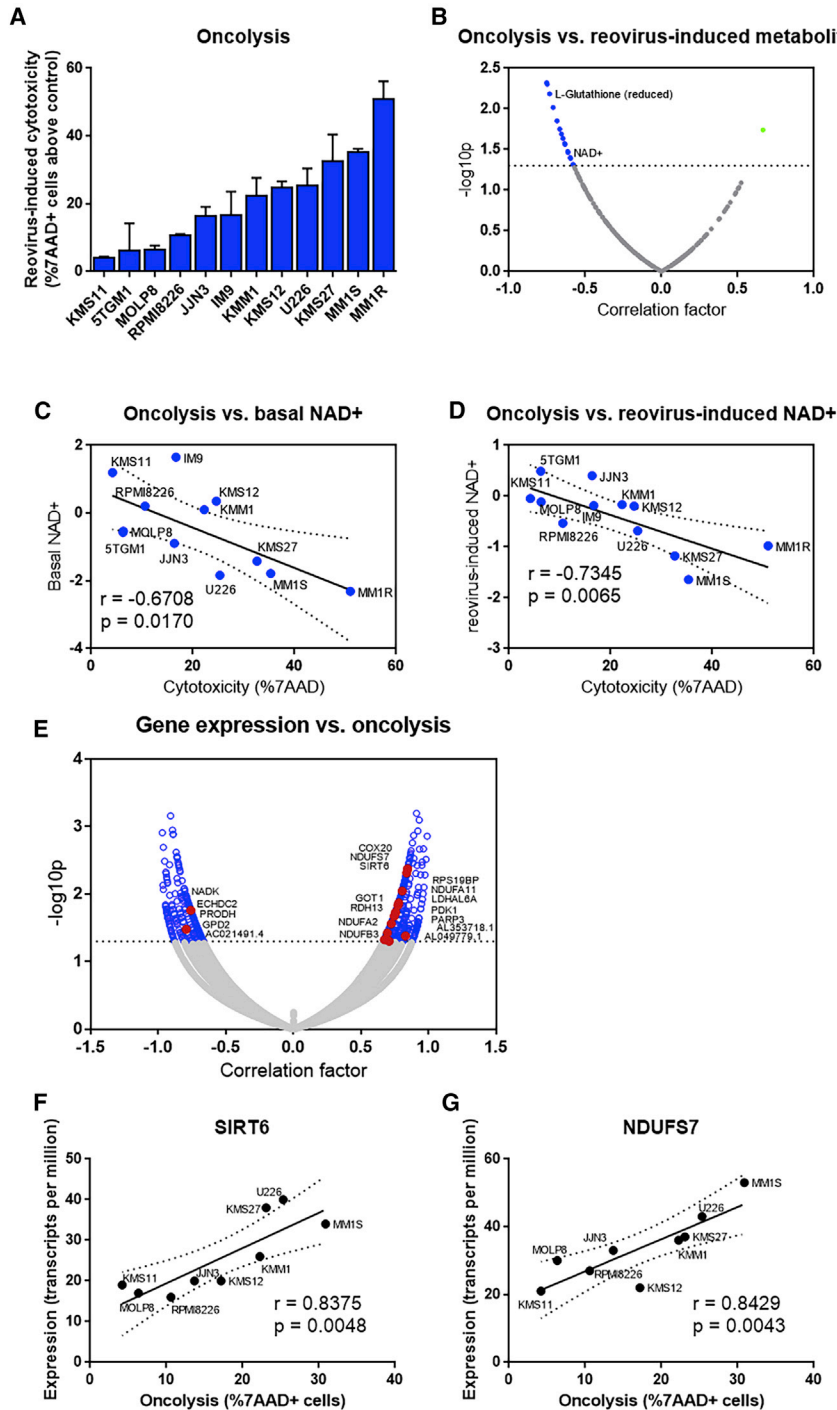 A
Oncolysis
Reovirus-induced cytotoxicity
(%7AAD+ cells above control)
60
40
20
0
KMS11
5TGM1
MOLP8
RPMI8226
JJN3
IM9
KMM1
KMS12
U226
KMS27
MM1S
MM1R
B
Oncolysis vs. reovirus-induced metaboli
-log10p
2.5
2.0
1.5
1.0
0.5
0.0
L-Glutathione (reduced)
NAD+
-1.0 -0.5 0.0 0.5 1.0
Correlation factor
C
Oncolysis vs. basal NAD+
Basal NAD+
2
0
-2
-4
KMS11
IM9
RPMI8226
KMS12
KMM1
MOLP8
5TGM1
JJN3
KMS27
U226
MM1S
MM1R
r = -0.6708
p = 0.0170
0 20 40 60
Cytotoxicity (%7AAD)
D
Oncolysis vs. reovirus-induced NAD+
reovirus-induced NAD+
1
0
-1
-2
-3
5TGM1
JJN3
KMS11
KMM1
MOLP8
IM9
KMS12
RPMI8226
U226
KMS27
MM1R
MM1S
r = -0.7345
p = 0.0065
0 20 40 60
Cytotoxicity (%7AAD)
E
Gene expression vs. oncolysis
-log10p
4
3
2
1
0
NADK
ECHDC2
PRODH
GPD2
AC021491.4
COX20
NDUFS7
SIRT6
GOT1
RDH13
NDUFA2
NDUFB3
RPS19BP
NDUFA11
LDHAL6A
PDK1
PARP3
AL353718.1
AL049779.1
-1.5 -1.0 -0.5 0.0 0.5 1.0 1.5
Correlation factor
F
SIRT6
Expression (transcripts per million)
60
40
20
0
U226
KMS27
MM1S
KMM1
KMS11
JJN3
KMS12
MOLP8
RPMI8226
r = 0.8375
p = 0.0048
0 10 20 30 40
Oncolysis (%7AAD+ cells)
G
NDUFS7
Expression (transcripts per million)
60
40
20
0
MM1S
U226
KMS27
KMM1
JJN3
MOLP8
RPMI8226
KMS12
KMS11
r = 0.8429
p = 0.0043
0 10 20 30 40
Oncolysis (%7AAD+ cells)